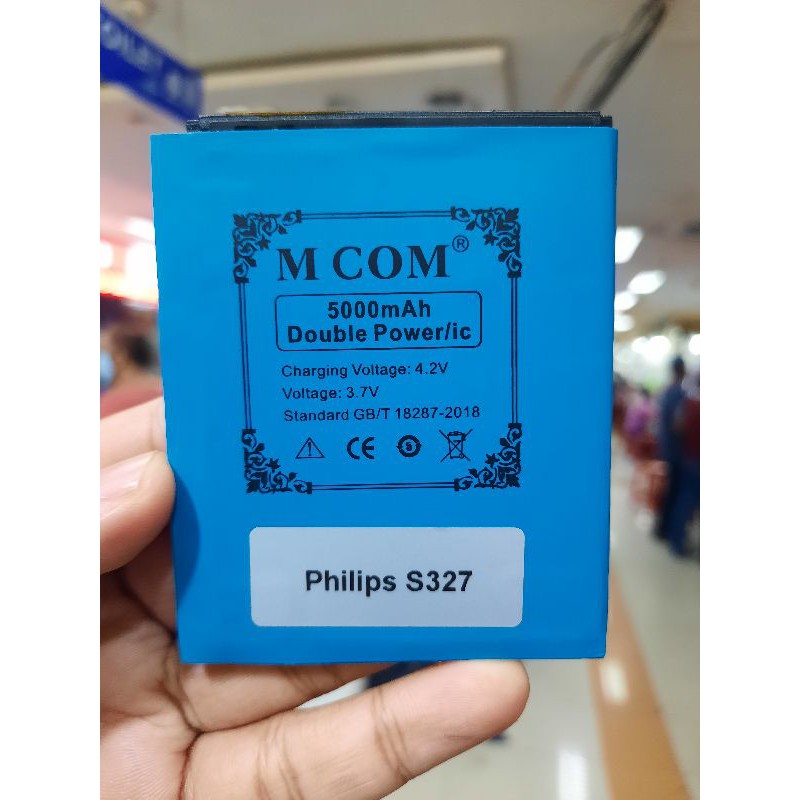 M COM®
5000mAh
Double Power/ic
Charging Voltage: 4.2V
Voltage: 3.7V
Standard GB/T 18287-2018
CE
Philips S327